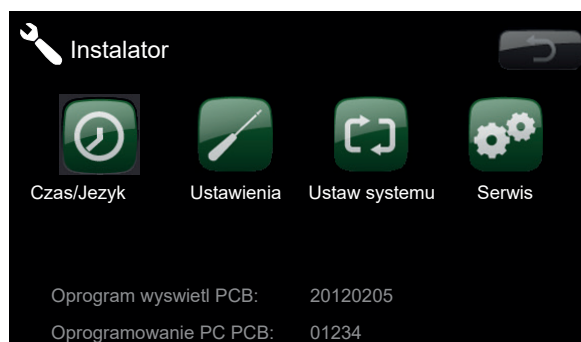 Instalator
Czas/Jezyk Ustawienia Ustaw systemu Serwis
Oprogram wyswietl PCB: 20120205
Oprogramowanie PC PCB: 01234